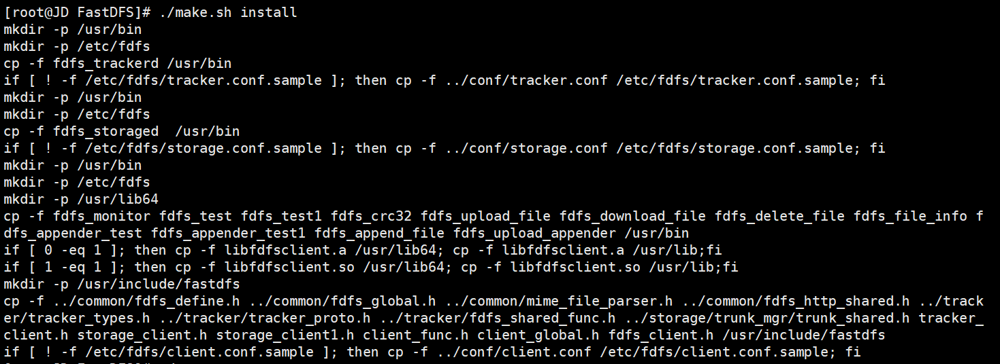 [root@JD FastDFS]# ./make.sh install
mkdir -p /usr/bin
mkdir -p /etc/fdfs
cp -f fdfs_trackerd /usr/bin
if [ ! -f /etc/fdfs/tracker.conf.sample ]; then cp -f ../conf/tracker.conf /etc/fdfs/tracker.conf.sample; fi
mkdir -p /usr/bin
mkdir -p /etc/fdfs
cp -f fdfs_storaged  /usr/bin
if [ ! -f /etc/fdfs/storage.conf.sample ]; then cp -f ../conf/storage.conf /etc/fdfs/storage.conf.sample; fi
mkdir -p /usr/bin
mkdir -p /etc/fdfs
mkdir -p /usr/lib64
cp -f fdfs_monitor fdfs_test fdfs_test1 fdfs_crc32 fdfs_upload_file fdfs_download_file fdfs_delete_file fdfs_file_info f
dfs_appender_test fdfs_appender_test1 fdfs_append_file fdfs_upload_appender /usr/bin
if [ 0 -eq 1 ]; then cp -f libfdfsclient.a /usr/lib64; cp -f libfdfsclient.a /usr/lib;fi
if [ 1 -eq 1 ]; then cp -f libfdfsclient.so /usr/lib64; cp -f libfdfsclient.so /usr/lib;fi
mkdir -p /usr/include/fastdfs
cp -f ../common/fdfs_define.h ../common/fdfs_global.h ../common/mime_file_parser.h ../common/fdfs_http_shared.h ../track
er/tracker_types.h ../tracker/tracker_proto.h ../tracker/fdfs_shared_func.h ../storage/trunk_mgr/trunk_shared.h tracker_
client.h storage_client.h storage_client1.h client_func.h client_global.h fdfs_client.h /usr/include/fastdfs
if [ ! -f /etc/fdfs/client.conf.sample ]; then cp -f ../conf/client.conf /etc/fdfs/client.conf.sample; fi